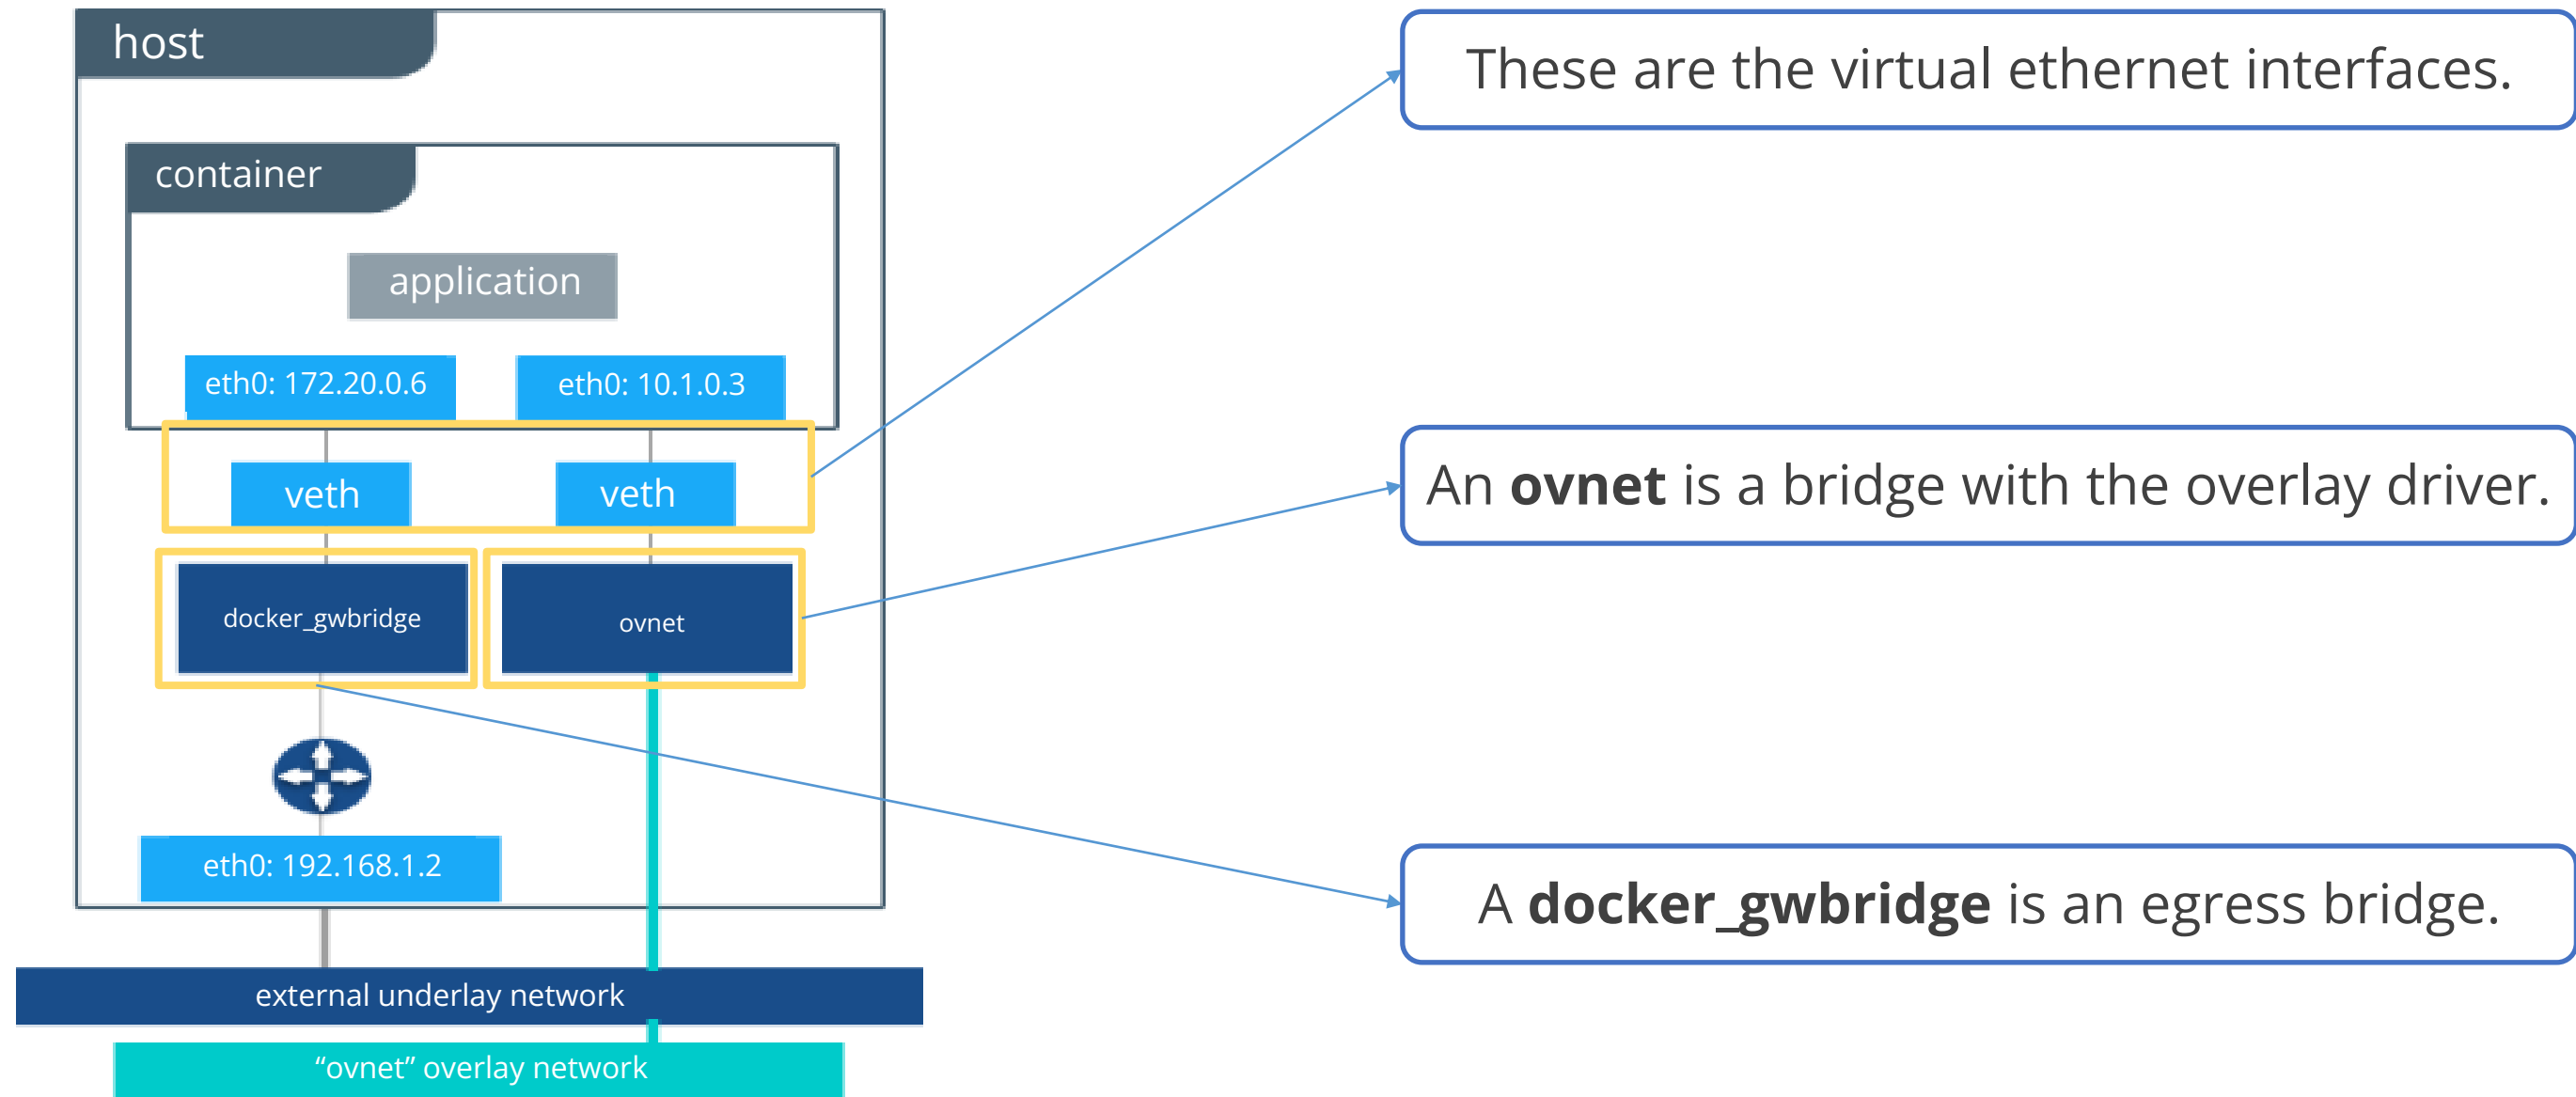 host
container
application
eth0: 172.20.0.6
eth0: 10.1.0.3
veth
veth
docker_gwbridge
ovnet
eth0: 192.168.1.2
external underlay network
“ovnet” overlay network
These are the virtual ethernet interfaces.
An ovnet is a bridge with the overlay driver.
A docker_gwbridge is an egress bridge.